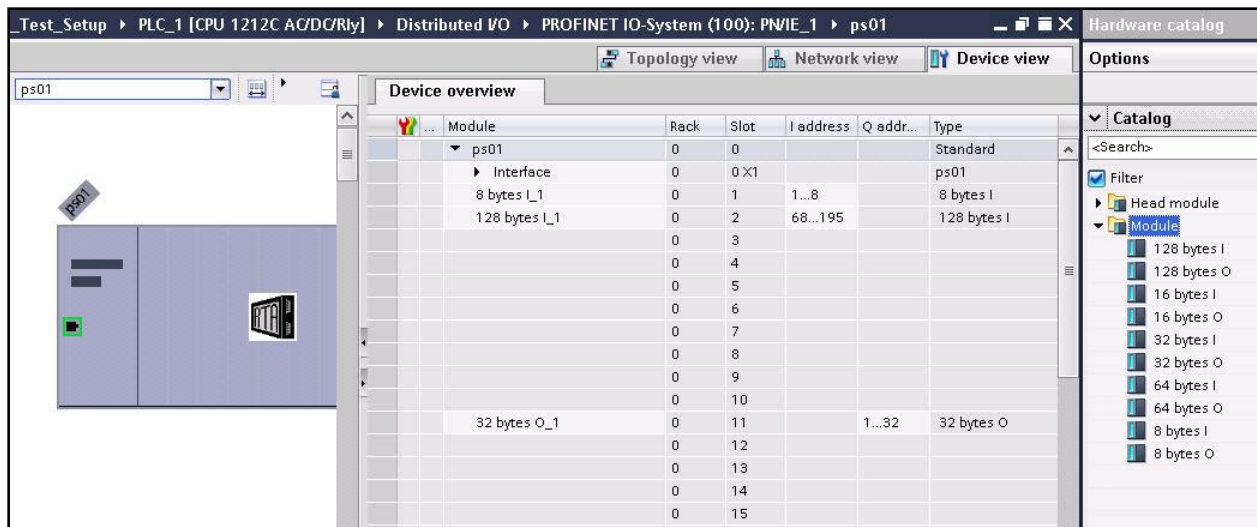 _Test_Setup ▸ PLC_1 [CPU 1212C AC/DC/Rly] ▸ Distributed I/O ▸ PROFINET IO-System (100): PN/IE_1 ▸ ps01
Hardware catalog
Topology view Network view Device view
Options
ps01
Device overview
... Module Rack Slot I address Q addr... Type
Catalog
ps01 0 0 Standard
<Search>
Interface 0 0 X1 ps01
Filter
8 bytes I_1 0 1 1...8 8 bytes I
Head module
128 bytes I_1 0 2 68...195 128 bytes I
Module
0 3
128 bytes I
0 4
128 bytes O
0 5
16 bytes I
0 6
16 bytes O
0 7
32 bytes I
0 8
32 bytes O
0 9
64 bytes I
0 10
64 bytes O
32 bytes O_1 0 11 1...32 32 bytes O
8 bytes I
0 12
8 bytes O
0 13
0 14
0 15
ps01
RTA